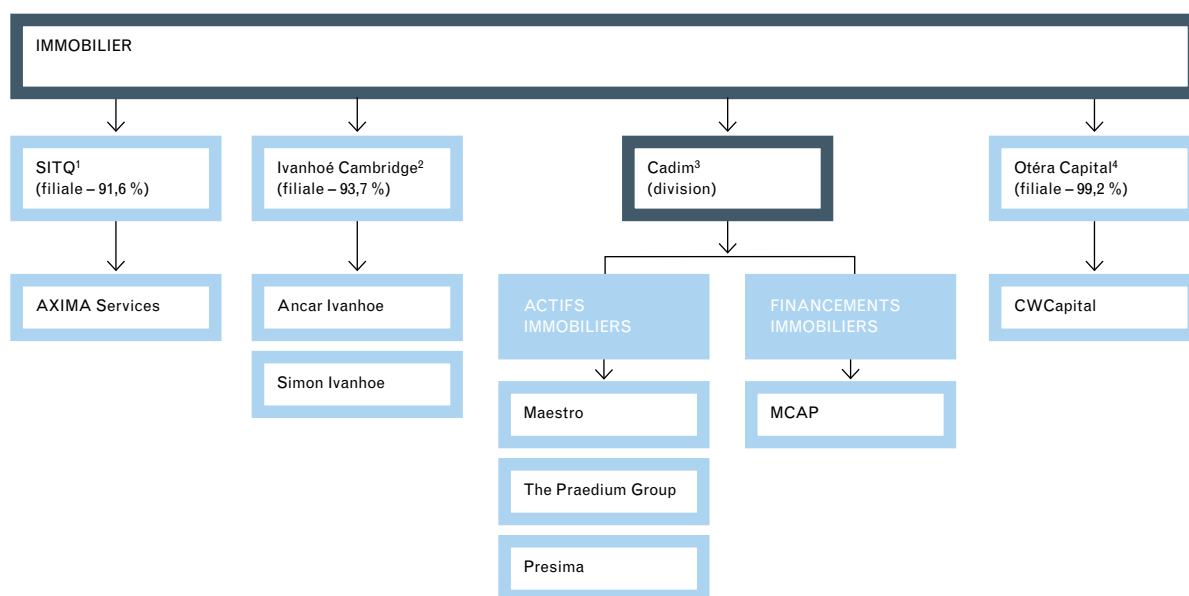 IMMOBILIER
SITQ¹
(filiale – 91,6 %)
Ivanhoé Cambridge²
(filiale – 93,7 %)
Cadim³
(division)
Otéra Capital⁴
(filiale – 99,2 %)
AXIMA Services
Ancar Ivanhoe
Simon Ivanhoe
ACTIFS
IMMOBILIERS
FINANCEMENTS
IMMOBILIERS
CWCapital
Maestro
MCAP
The Praedium Group
Presima